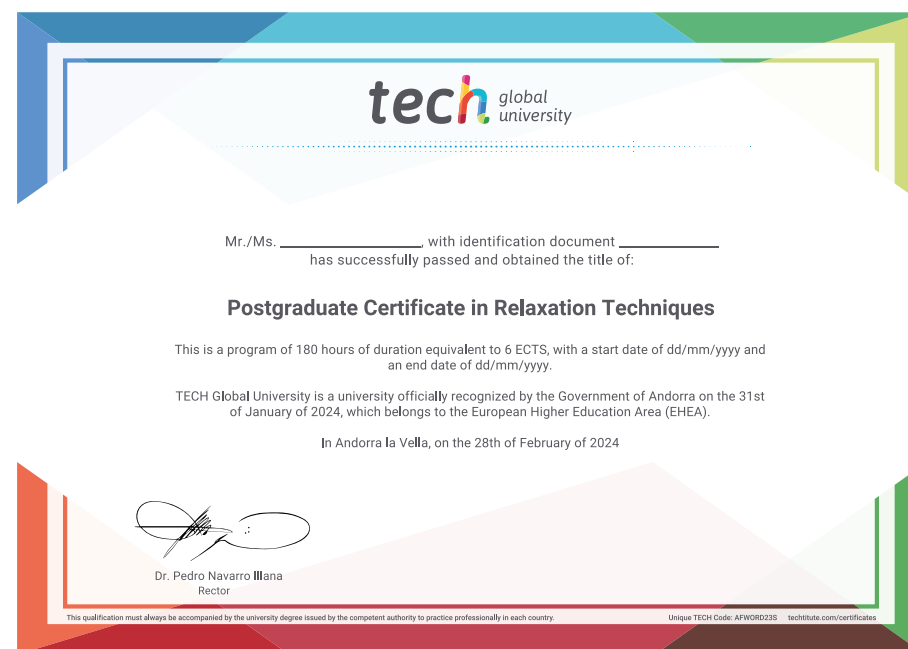 tech global
university
Mr./Ms. ____________________, with identification document ______________
has successfully passed and obtained the title of:
Postgraduate Certificate in Relaxation Techniques
This is a program of 180 hours of duration equivalent to 6 ECTS, with a start date of dd/mm/yyyy and
an end date of dd/mm/yyyy.
TECH Global University is a university officially recognized by the Government of Andorra on the 31st
of January of 2024, which belongs to the European Higher Education Area (EHEA).
In Andorra la Vella, on the 28th of February of 2024
Dr. Pedro Navarro Illana
Rector
This qualification must always be accompanied by the university degree issued by the competent authority to practice professionally in each country.
Unique TECH Code: AFWORD23S techtitute.com/certificates